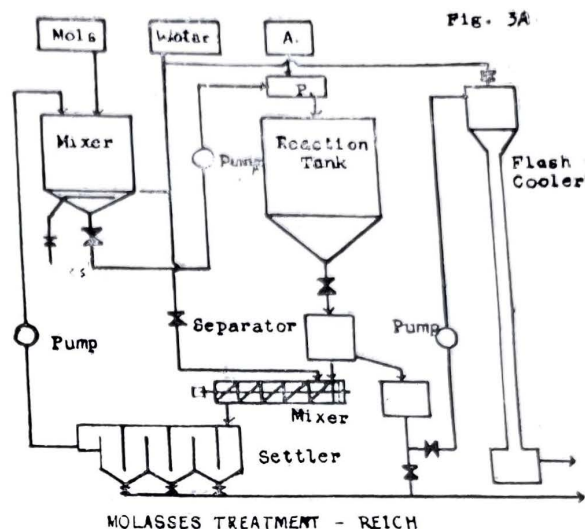 Fig. 3A
Mols
Water
A.
P.
Mixer
Pump
Reaction
Tank
Flash
Cooler
Pump
Separator
Pump
Mixer
Settler
MOLASSES TREATMENT - REICH